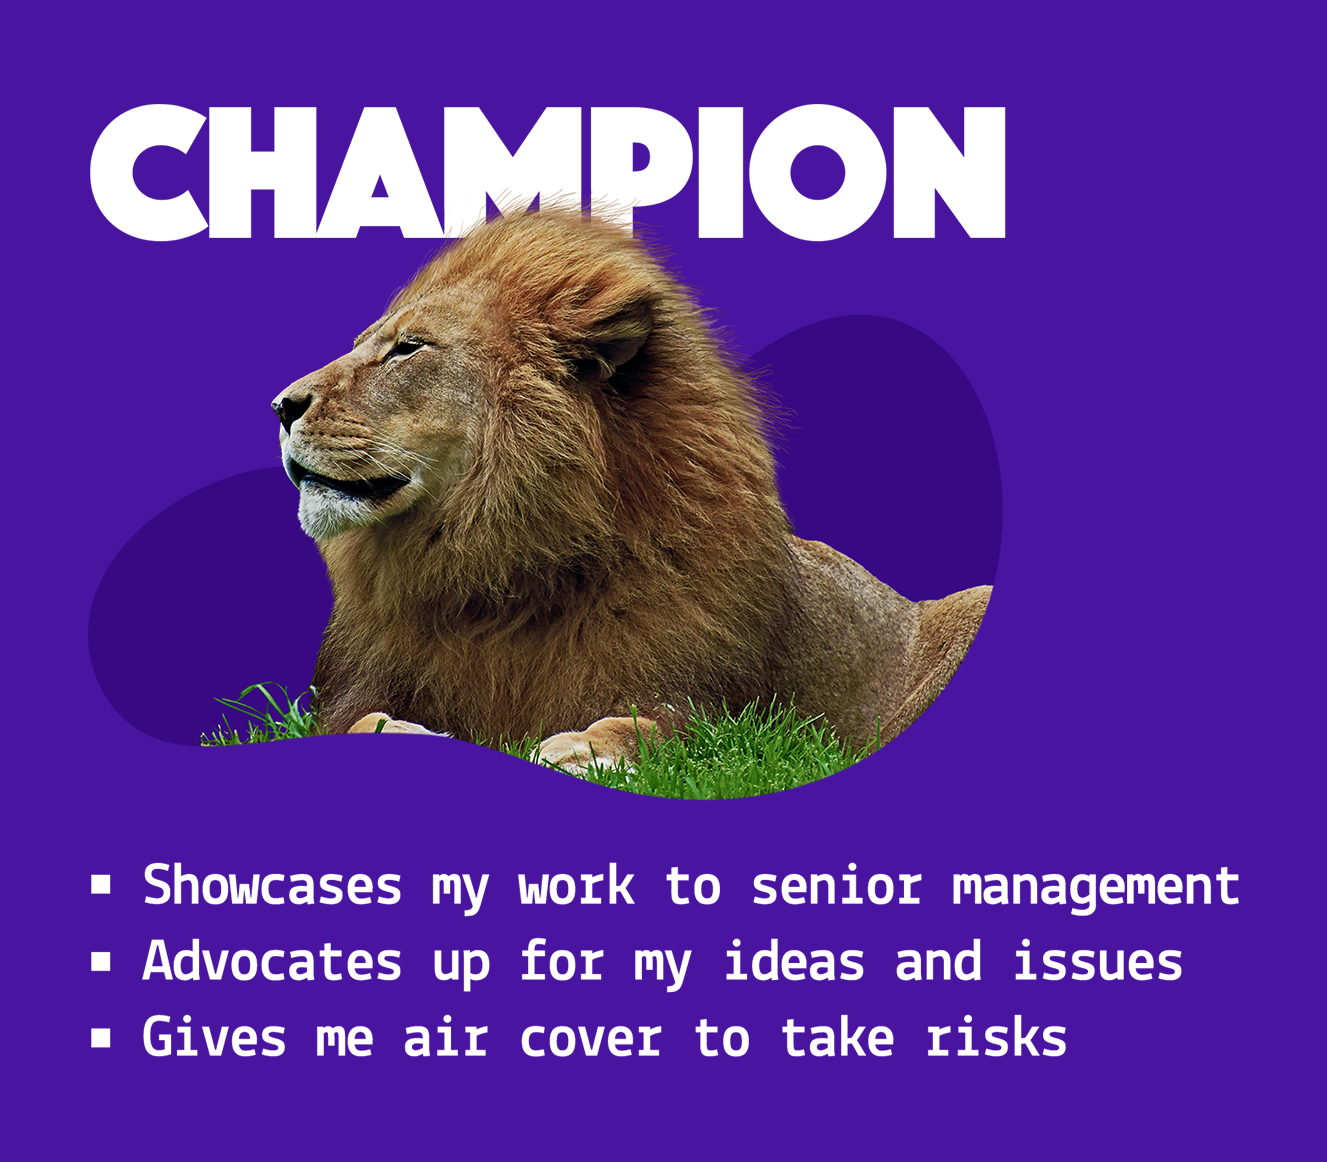 CHAMPION
▪ Showcases my work to senior management
▪ Advocates up for my ideas and issues
▪ Gives me air cover to take risks